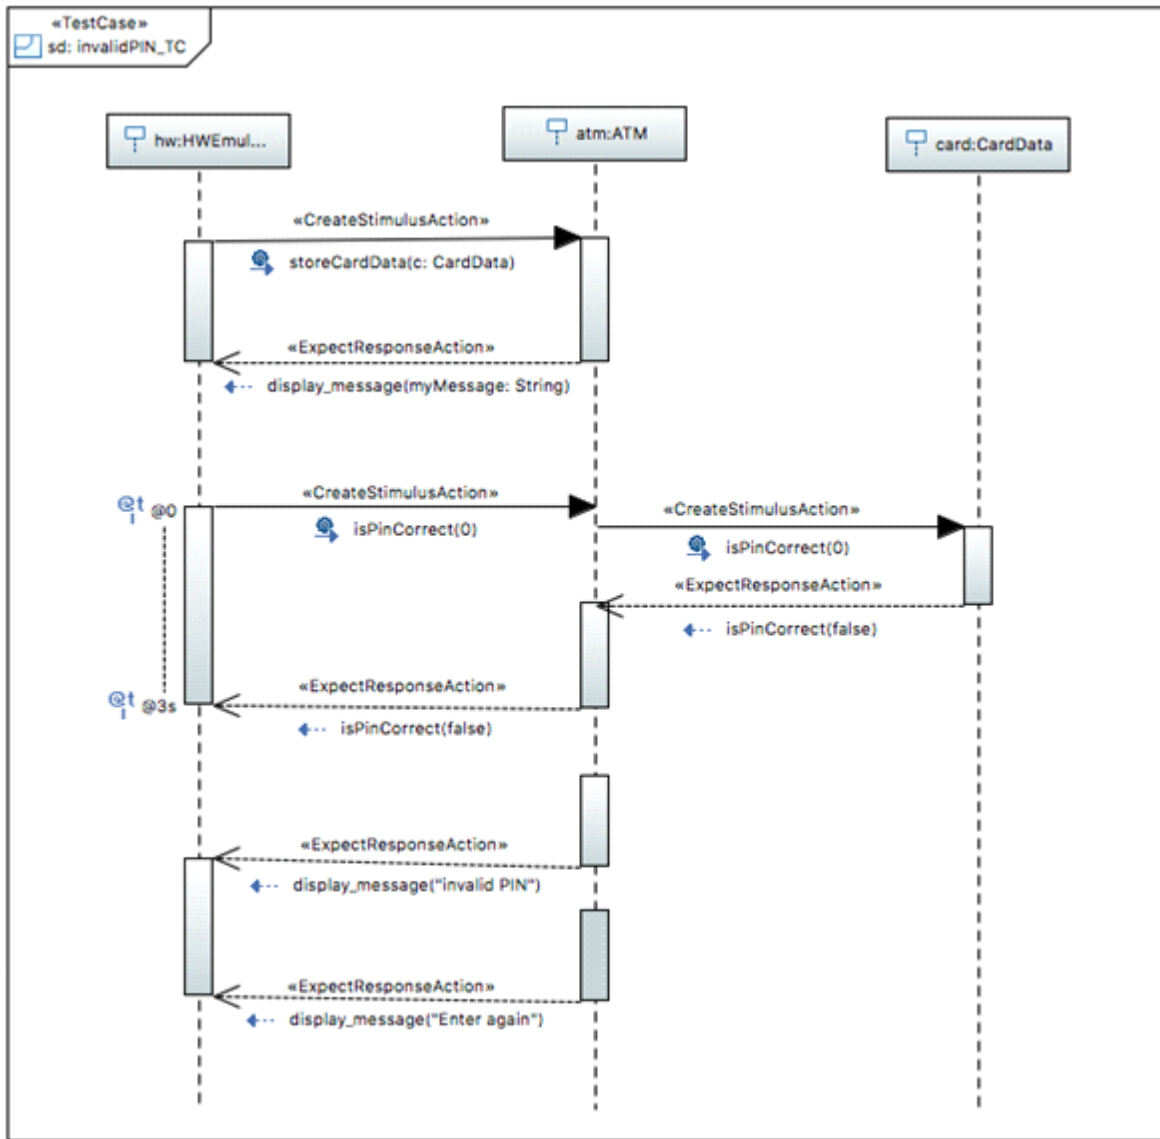 «TestCase»
sd: invalidPIN_TC
hw:HWEmul...
atm:ATM
card:CardData
«CreateStimulusAction»
storeCardData(c: CardData)
«ExpectResponseAction»
display_message(myMessage: String)
@t @0
«CreateStimulusAction»
isPinCorrect(0)
«CreateStimulusAction»
isPinCorrect(0)
«ExpectResponseAction»
isPinCorrect(false)
@t @3s
«ExpectResponseAction»
isPinCorrect(false)
«ExpectResponseAction»
display_message("invalid PIN")
«ExpectResponseAction»
display_message("Enter again")